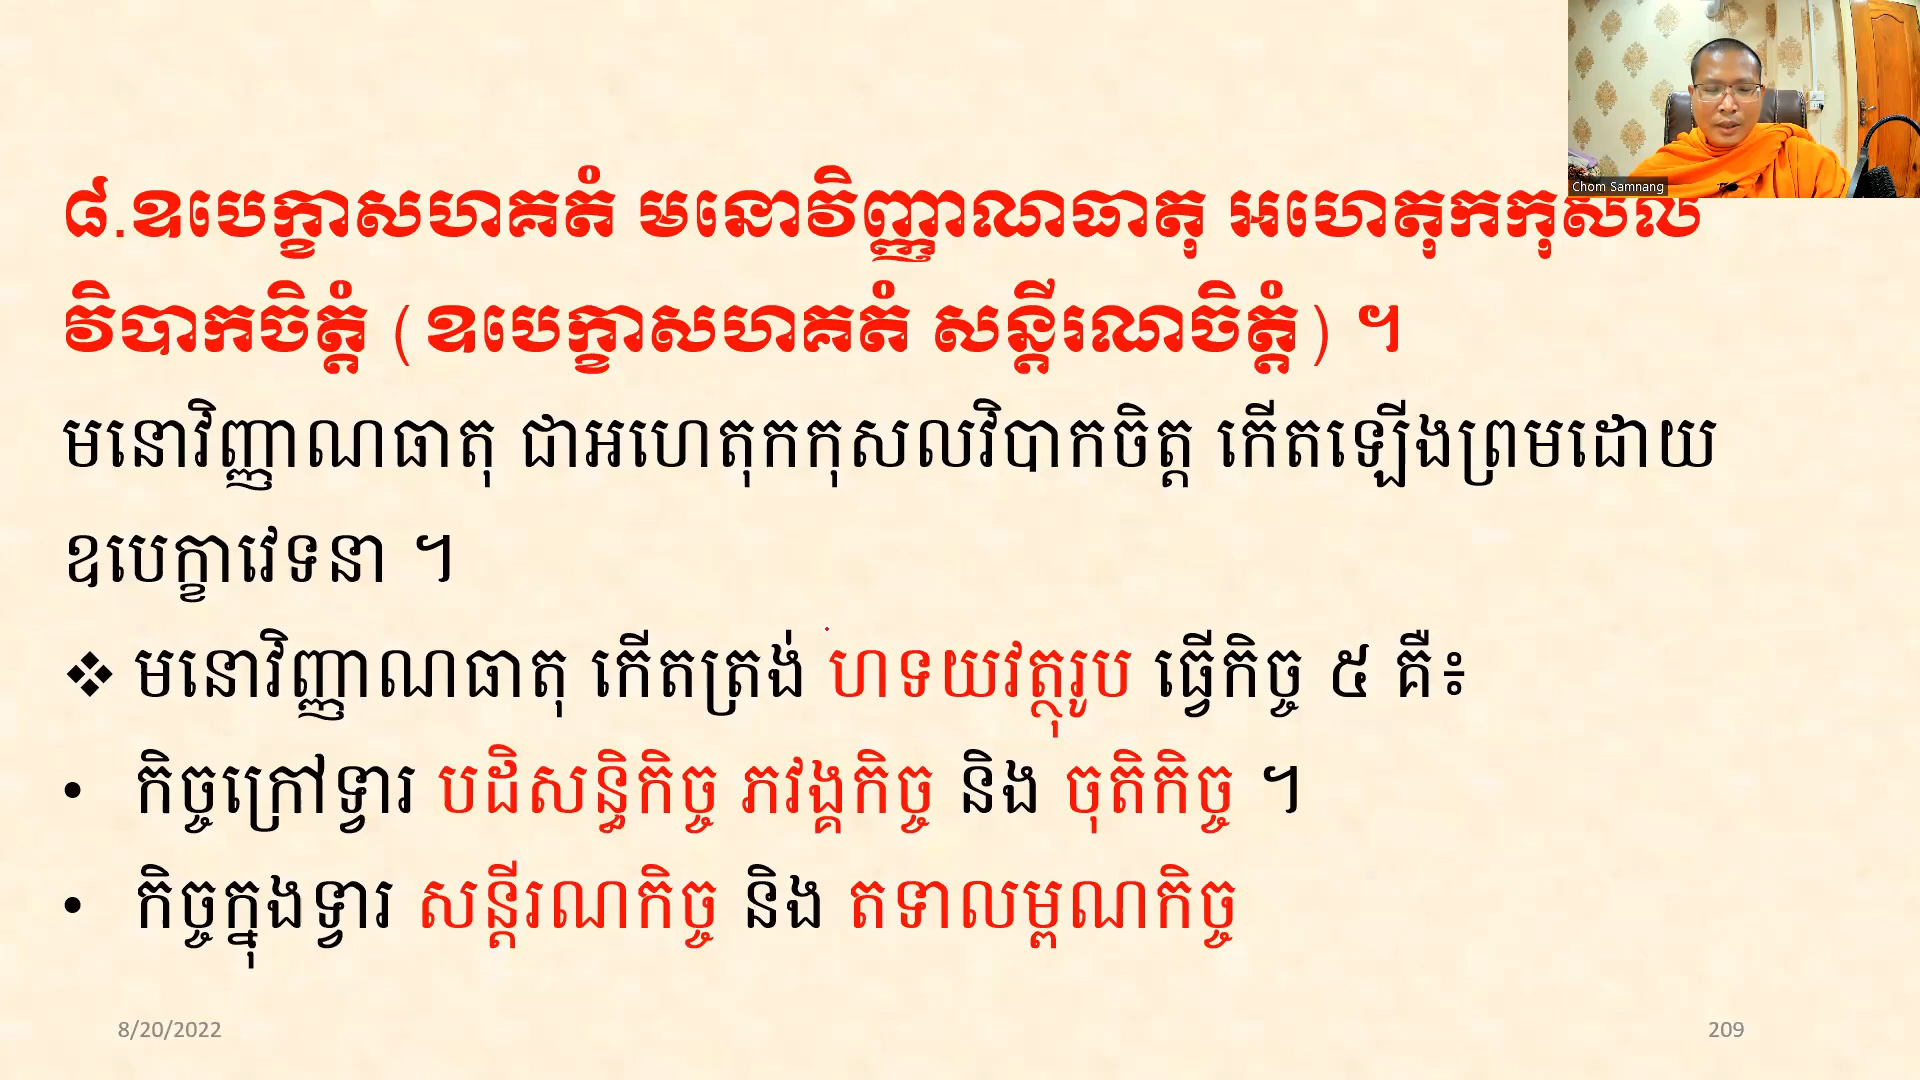 Chom Samnang
៨.ឧបេក្ខាសហគតំ មនោវិញ្ញាណធាតុ អហេតុកកុសល
វិបាកចិត្តំ (ឧបេក្ខាសហគតំ សន្តីរណចិត្តំ) ។
មនោវិញ្ញាណធាតុ ជាអហេតុកកុសលវិបាកចិត្ត កើតឡើងព្រមដោយ
ឧបេក្ខាវេទនា ។
❖ មនោវិញ្ញាណធាតុ កើតត្រង់ ហទយវត្ថុរូប ធ្វើកិច្ច ៥ គឺ៖
• កិច្ចក្រៅទ្វារ បដិសន្ធិកិច្ច ភវង្គកិច្ច និង ចុតិកិច្ច ។
• កិច្ចក្នុងទ្វារ សន្តីរណកិច្ច និង តទាលម្ពណកិច្ច
8/20/2022
209